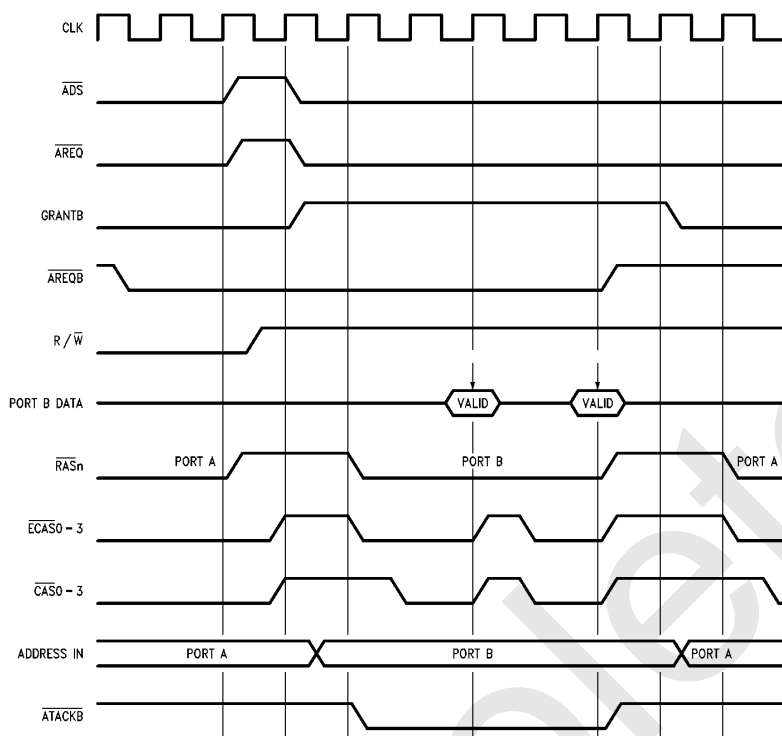 CLK
ADS
AREQ
GRANTB
AREQB
R / W
PORT B DATA VALID VALID
RASn PORT A PORT B PORT A
ECAS0 – 3
CAS0 – 3
ADDRESS IN PORT A PORT B PORT A
ATACKB